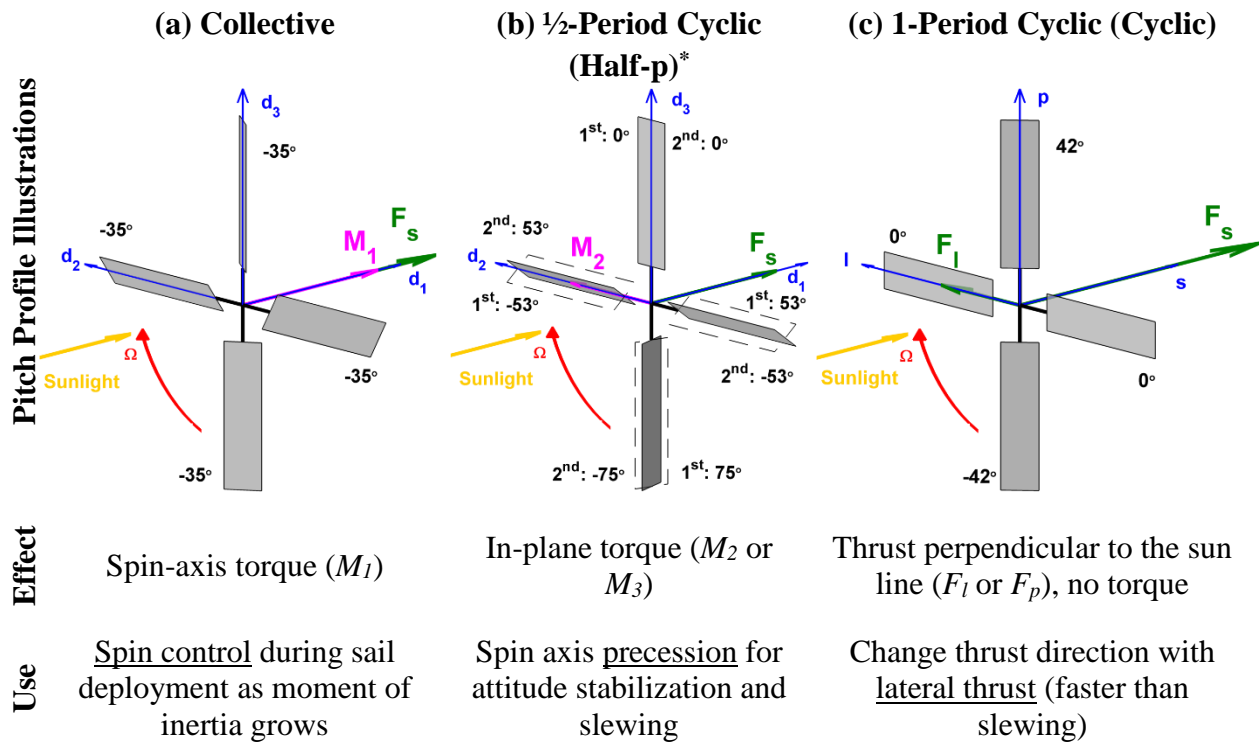 (a) Collective
(b) ½-Period Cyclic
(Half-p)*
(c) 1-Period Cyclic (Cyclic)
Pitch Profile Illustrations
d3
-35°
-35°
d2
M1
Fs
d1
-35°
-35°
Sunlight
Ω
d3
1st: 0°
2nd: 0°
2nd: 53°
d2
M2
1st: -53°
Fs
d1
1st: 53°
2nd: -53°
2nd: -75°
1st: 75°
Sunlight
Ω
p
42°
0°
l
Fl
Fs
s
0°
-42°
Sunlight
Ω
Effect
Spin-axis torque (M1)
In-plane torque (M2 or
M3)
Thrust perpendicular to the sun
line (Fl or Fp), no torque
Use
Spin control during sail
deployment as moment of
inertia grows
Spin axis precession for
attitude stabilization and
slewing
Change thrust direction with
lateral thrust (faster than
slewing)